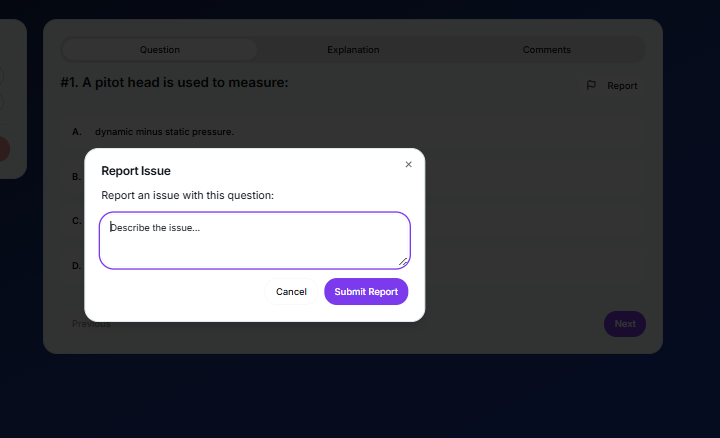 Question
Explanation
Comments
#1. A pitot head is used to measure:
Report
A. dynamic minus static pressure.
B.
C.
D.
Report Issue
×
Report an issue with this question:
Describe the issue...
Cancel
Submit Report
Previous
Next